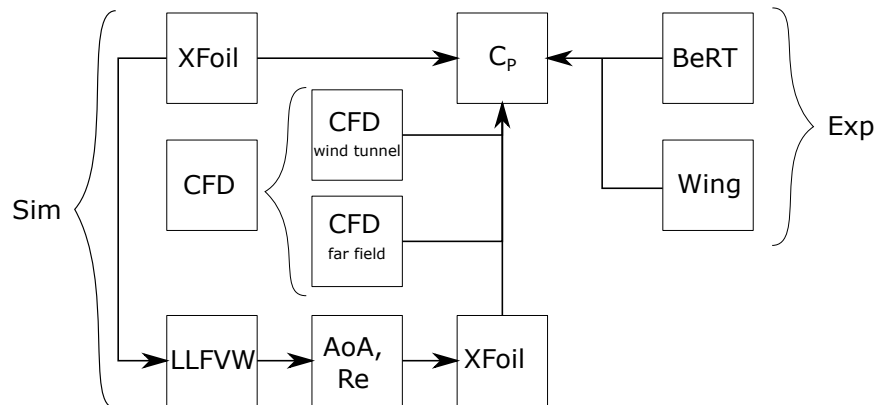 XFoil
C_P
BeRT
CFD
wind tunnel
Exp
CFD
Wing
Sim
CFD
far field
LLFVW
AoA,
Re
XFoil